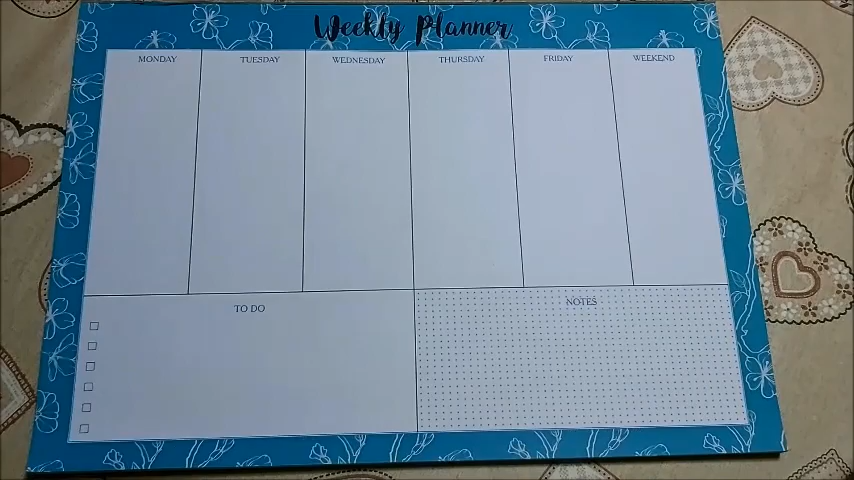 Weekly Planner
MONDAY TUESDAY WEDNESDAY THURSDAY FRIDAY WEEKEND
TO DO NOTES